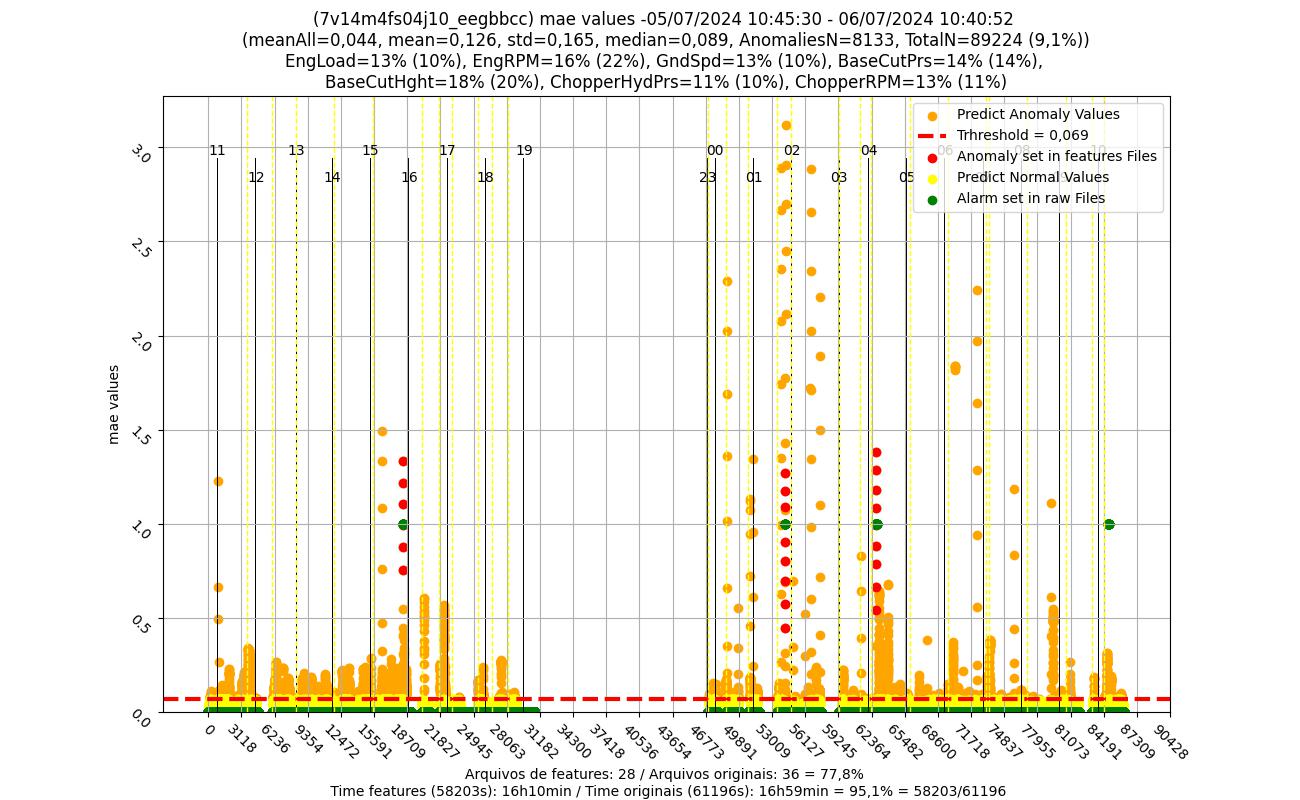 (7v14m4fs04j10_eegbbcc) mae values -05/07/2024 10:45:30 - 06/07/2024 10:40:52
(meanAll=0,044, mean=0,126, std=0,165, median=0,089, AnomaliesN=8133, TotalN=89224 (9,1%))
EngLoad=13% (10%), EngRPM=16% (22%), GndSpd=13% (10%), BaseCutPrs=14% (14%),
BaseCutHght=18% (20%), ChopperHydPrs=11% (10%), ChopperRPM=13% (11%)
Predict Anomaly Values
Trhreshold = 0,069
Anomaly set in features Files
Predict Normal Values
Alarm set in raw Files
11 13 15 17 19 00 02 04 06 08 10
12 14 16 18 23 01 03 05
mae values
3.0
2.5
2.0
1.5
1.0
0.5
0.0
0 3118 6236 9354 12472 15591 18709 21827 24945 28063 31182 34300 37418 40536 43654 46773 49891 53009 56127 59245 62364 65482 68600 71718 74837 77955 81073 84191 87309 90428
Arquivos de features: 28 / Arquivos originais: 36 = 77,8%
Time features (58203s): 16h10min / Time originais (61196s): 16h59min = 95,1% = 58203/61196